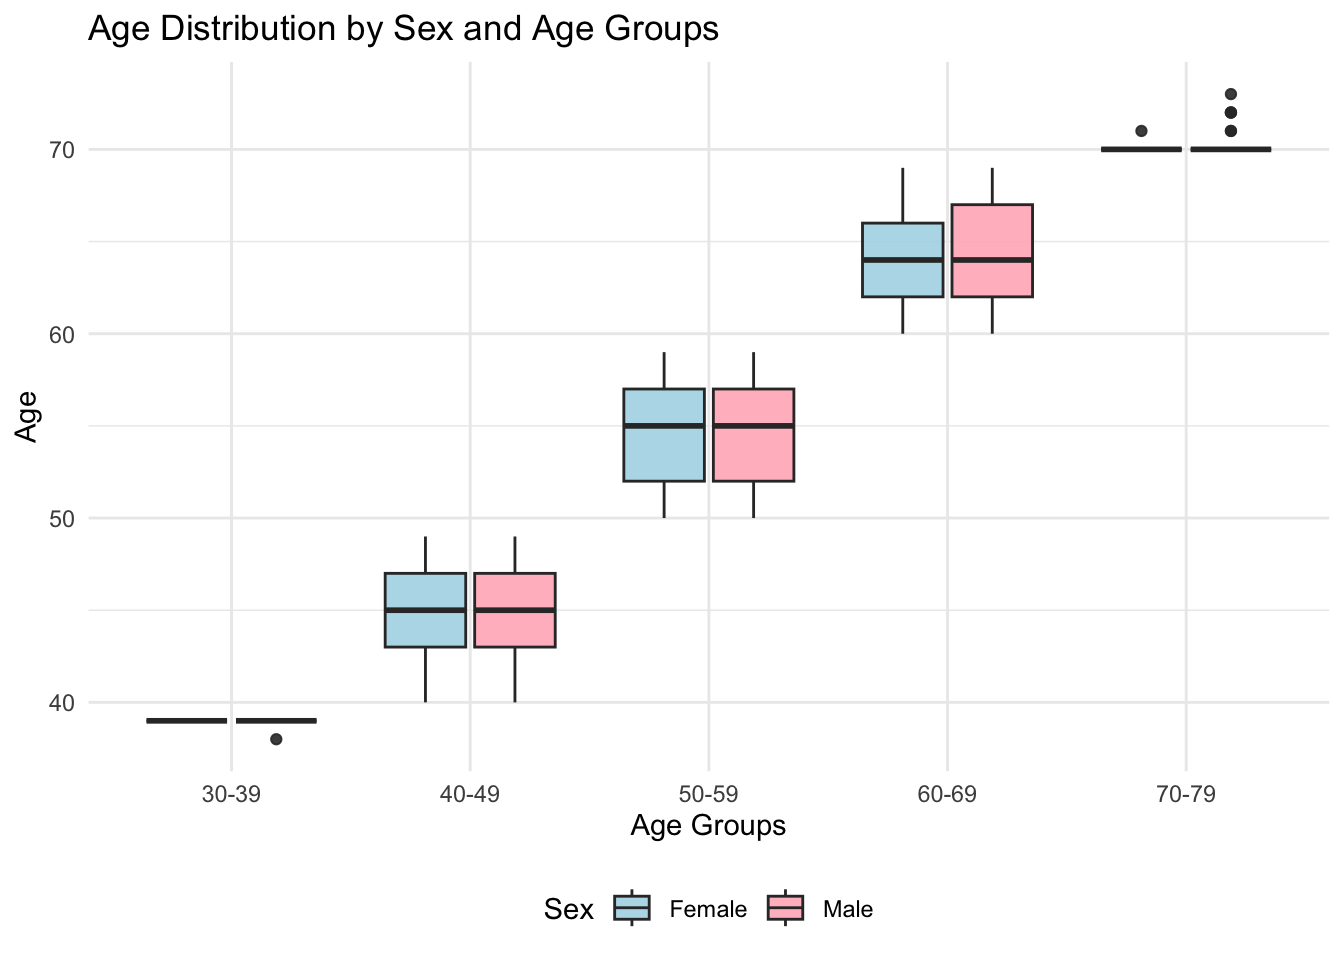 Age Distribution by Sex and Age Groups
70
60
50
40
Age
30-39 40-49 50-59 60-69 70-79
Age Groups
Sex Female Male